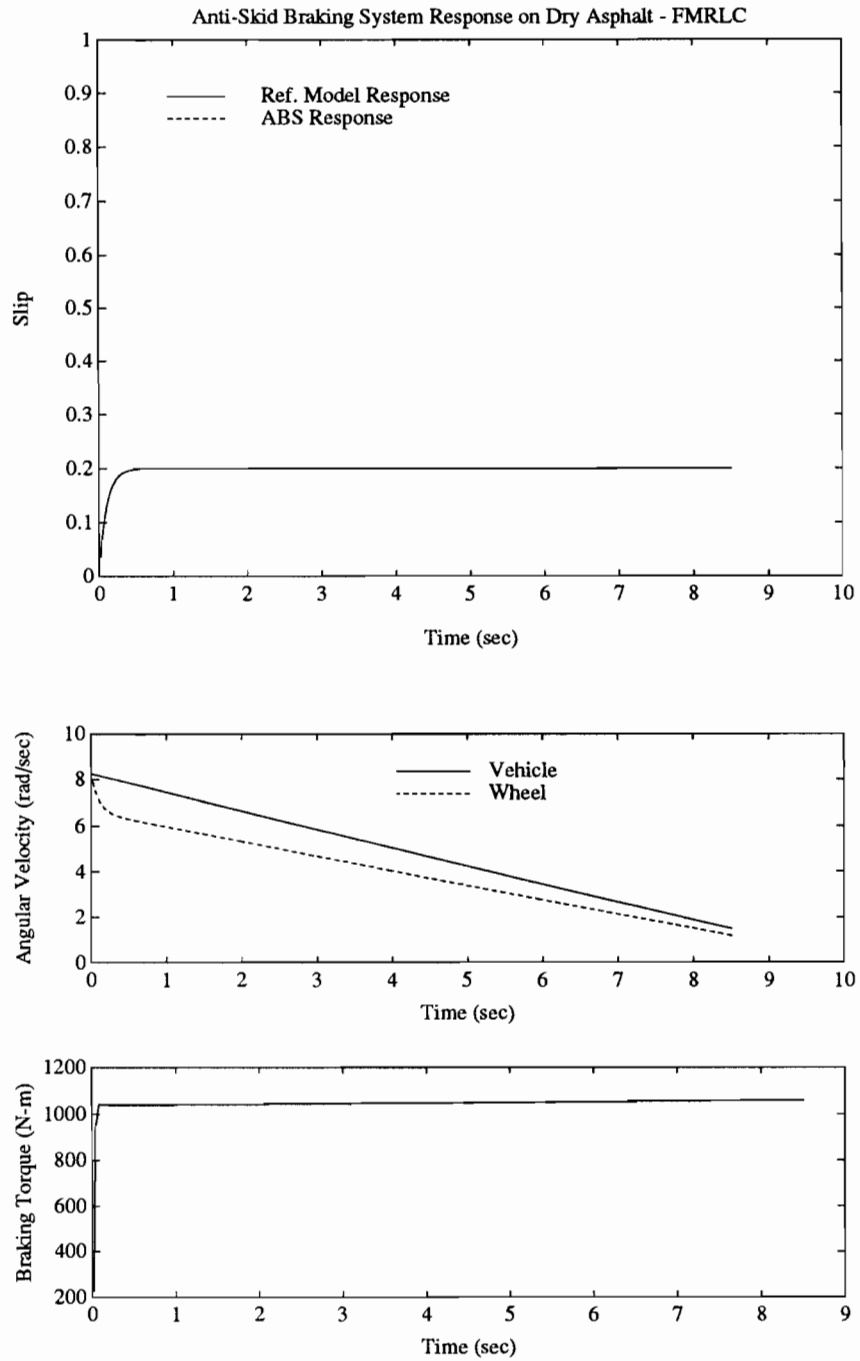 Anti-Skid Braking System Response on Dry Asphalt - FMRLC
1
0.9
0.8
0.7
0.6
0.5
0.4
0.3
0.2
0.1
0
Slip
Ref. Model Response
ABS Response
0 1 2 3 4 5 6 7 8 9 10
Time (sec)
10
8
6
4
2
0
Angular Velocity (rad/sec)
Vehicle
Wheel
0 1 2 3 4 5 6 7 8 9 10
Time (sec)
1200
1000
800
600
400
200
Braking Torque (N-m)
0 1 2 3 4 5 6 7 8 9
Time (sec)